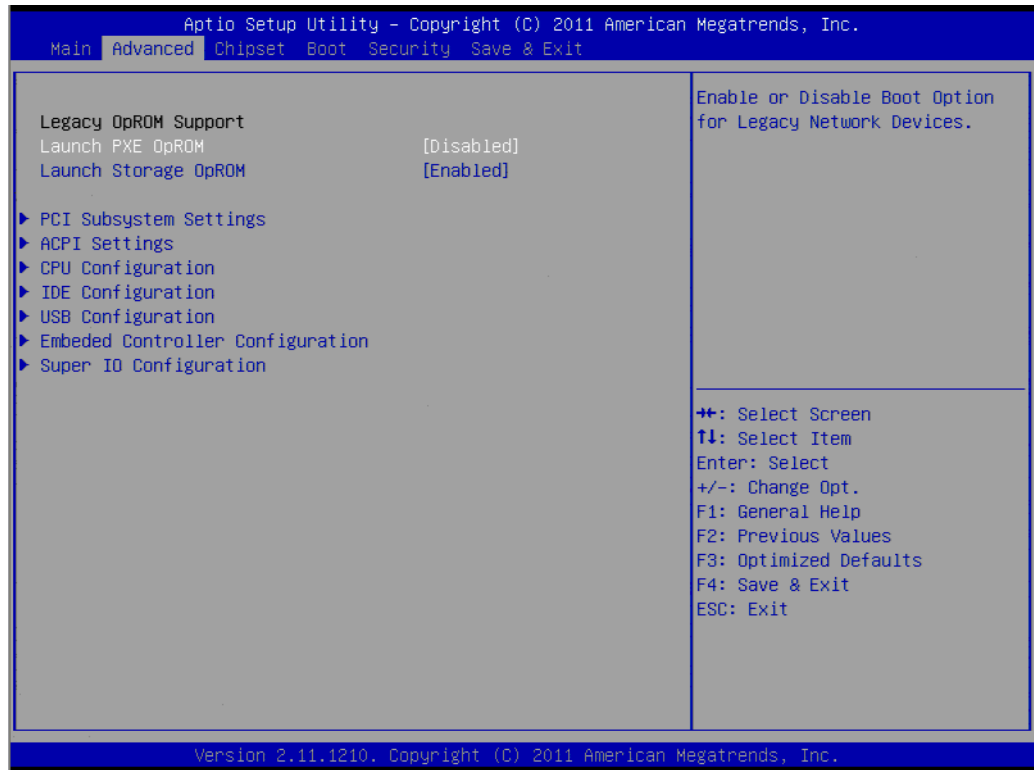 Aptio Setup Utility – Copyright (C) 2011 American Megatrends, Inc.
Main Advanced Chipset Boot Security Save & Exit
Legacy OpROM Support
Launch PXE OpROM [Disabled]
Launch Storage OpROM [Enabled]
▶ PCI Subsystem Settings
▶ ACPI Settings
▶ CPU Configuration
▶ IDE Configuration
▶ USB Configuration
▶ Embeded Controller Configuration
▶ Super IO Configuration
Enable or Disable Boot Option
for Legacy Network Devices.
→←: Select Screen
↑↓: Select Item
Enter: Select
+/-: Change Opt.
F1: General Help
F2: Previous Values
F3: Optimized Defaults
F4: Save & Exit
ESC: Exit
Version 2.11.1210. Copyright (C) 2011 American Megatrends, Inc.